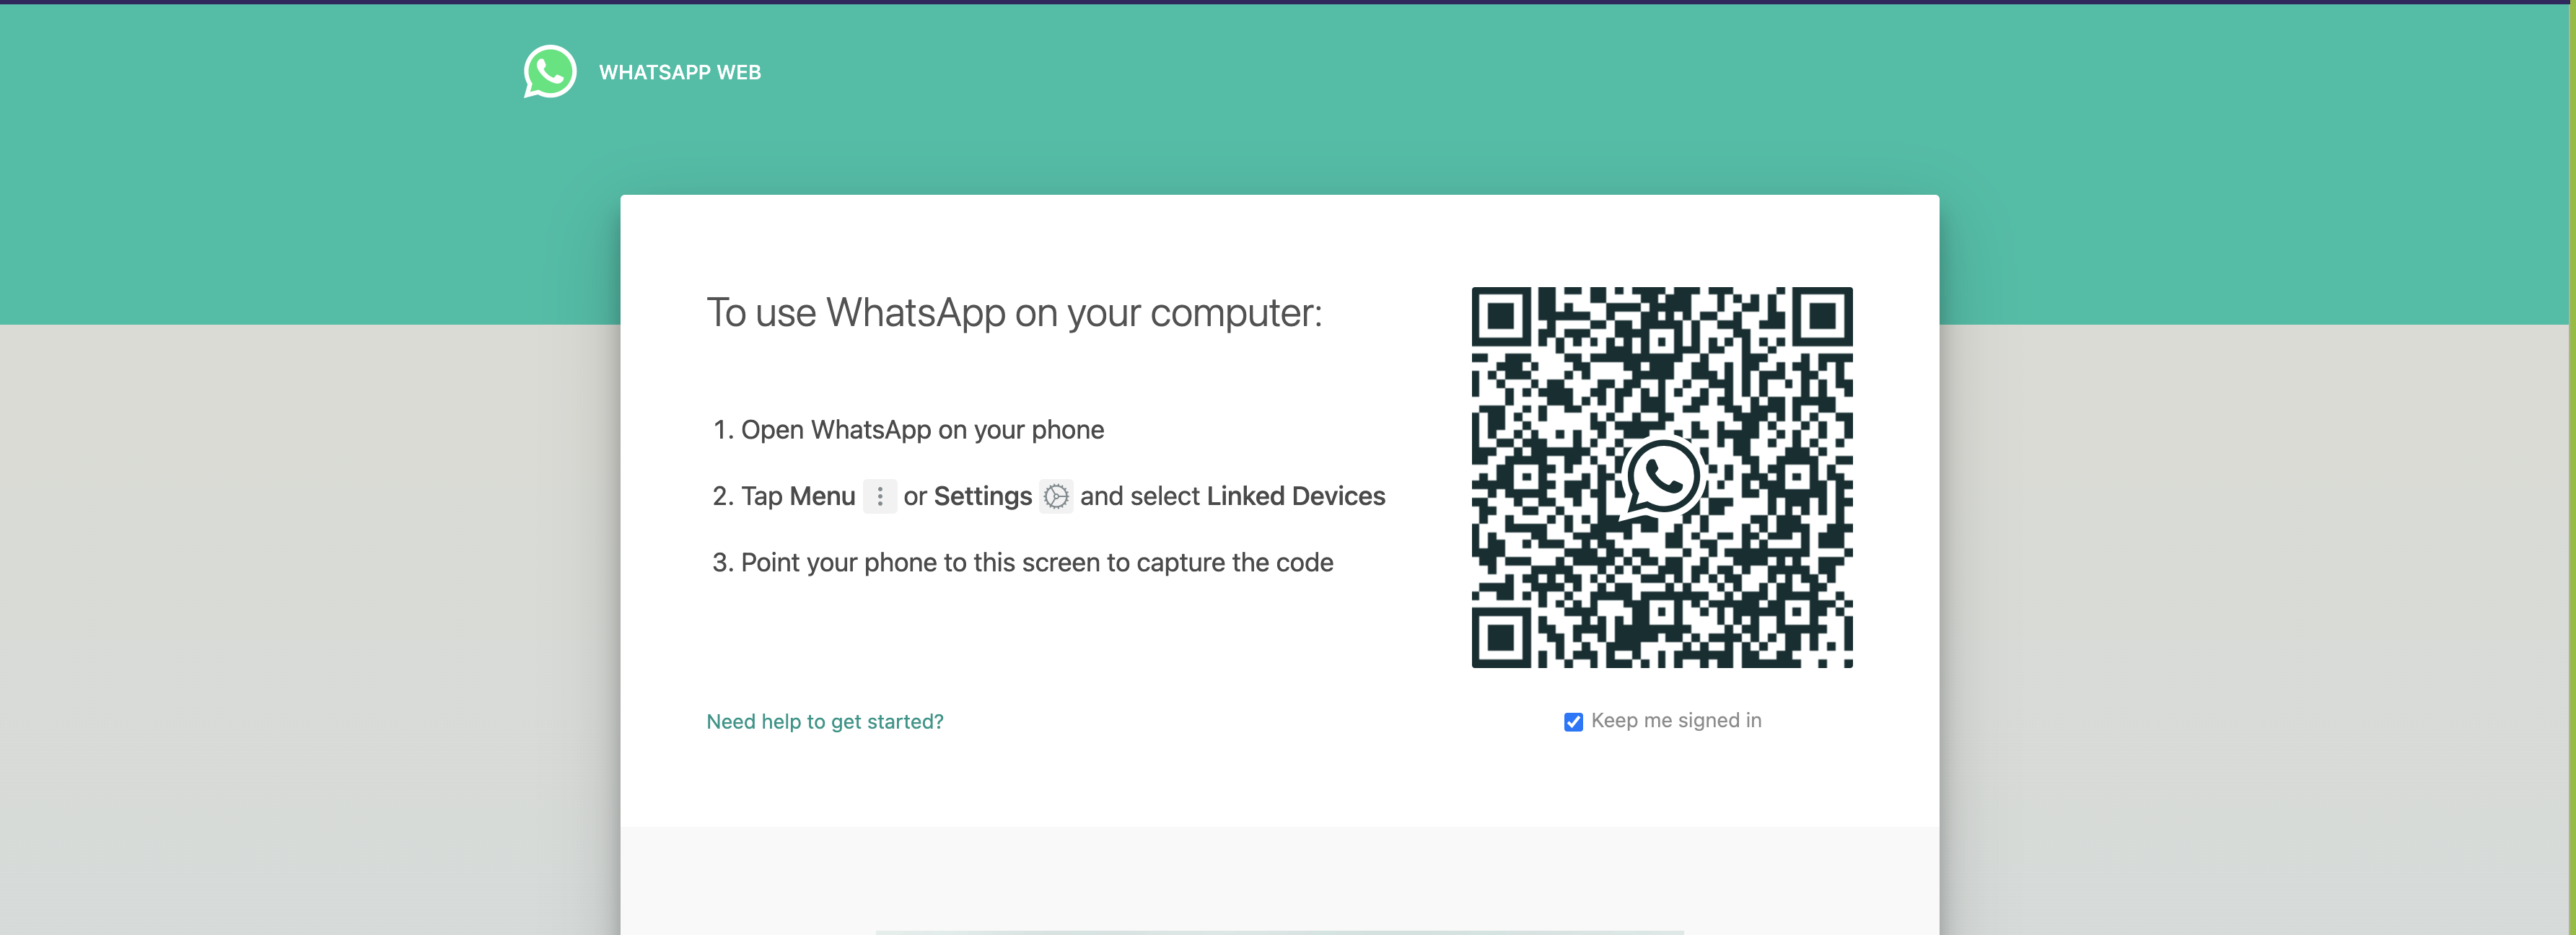 WHATSAPP WEB
To use WhatsApp on your computer:
1. Open WhatsApp on your phone
2. Tap Menu or Settings and select Linked Devices
3. Point your phone to this screen to capture the code
Need help to get started?
Keep me signed in